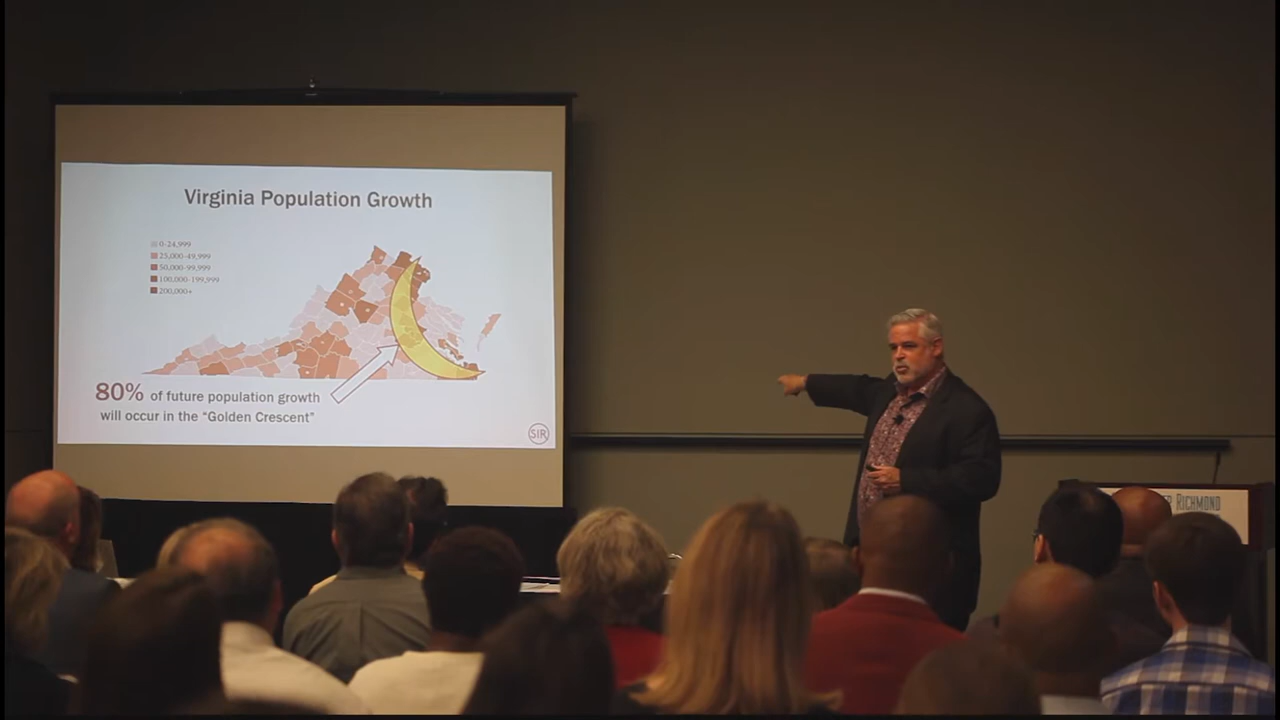 Virginia Population Growth
0-24,999
25,000-49,999
50,000-99,999
100,000-199,999
200,000+
80% of future population growth
will occur in the "Golden Crescent"
SIR
RICHMOND